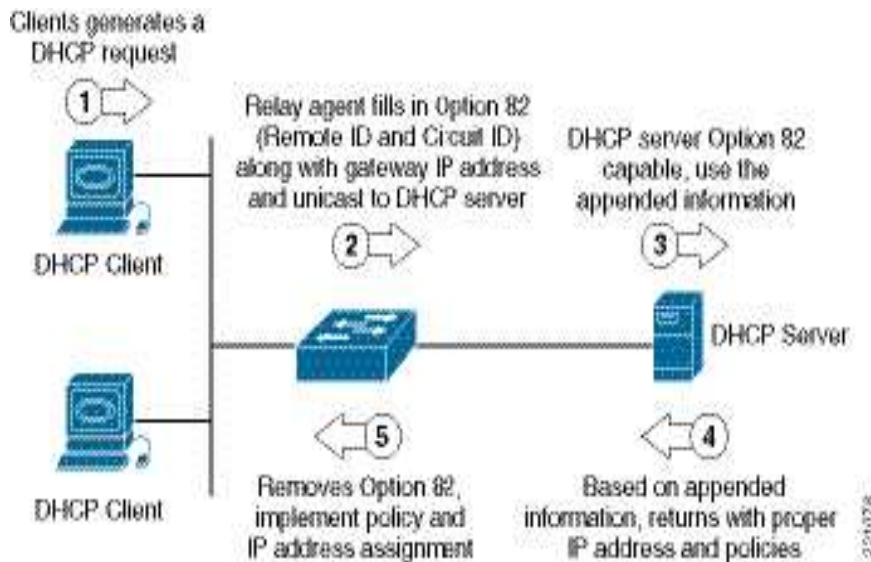 Clients generates a
DHCP request
1
Relay agent fills in Option 82
(Remote ID and Circuit ID)
along with gateway IP address
and unicast to DHCP server
2
DHCP server Option 82
capable, use the
appended information
3
DHCP Client
DHCP Server
5
4
DHCP Client
Removes Option 82,
implement policy and
IP address assignment
Based on appended
information, returns with proper
IP address and policies